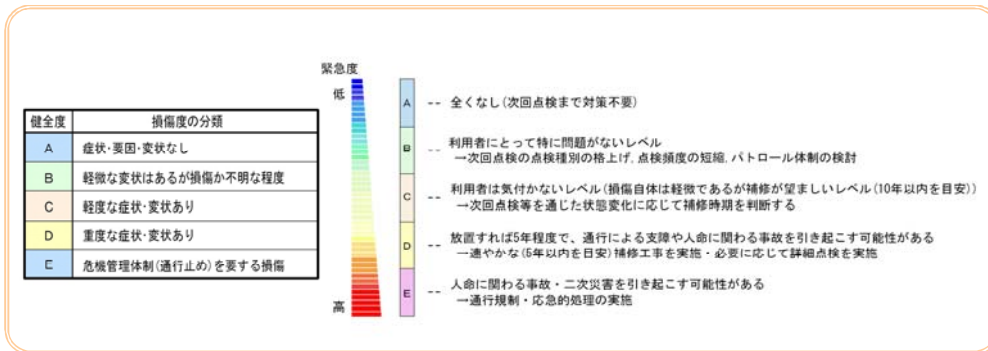 緊急度
低
高
健全度 損傷度の分類
A 症状・要因・変状なし
B 軽微な変状はあるが損傷か不明な程度
C 軽度な症状・変状あり
D 重度な症状・変状あり
E 危機管理体制(通行止め)を要する損傷
A -- 全くなし(次回点検まで対策不要)
B -- 利用者にとって特に問題がないレベル
→次回点検の点検種別の格上げ, 点検頻度の短縮, パトロール体制の検討
C -- 利用者は気付かないレベル(損傷自体は軽微であるが補修が望ましいレベル(10年以内を目安))
→次回点検等を通じた状態変化に応じて補修時期を判断する
D -- 放置すれば5年程度で、通行による支障や人命に関わる事故を引き起こす可能性がある
→速やかな(5年以内を目安)補修工事を実施・必要に応じて詳細点検を実施
E -- 人命に関わる事故・二次災害を引き起こす可能性がある
→通行規制・応急的処理の実施